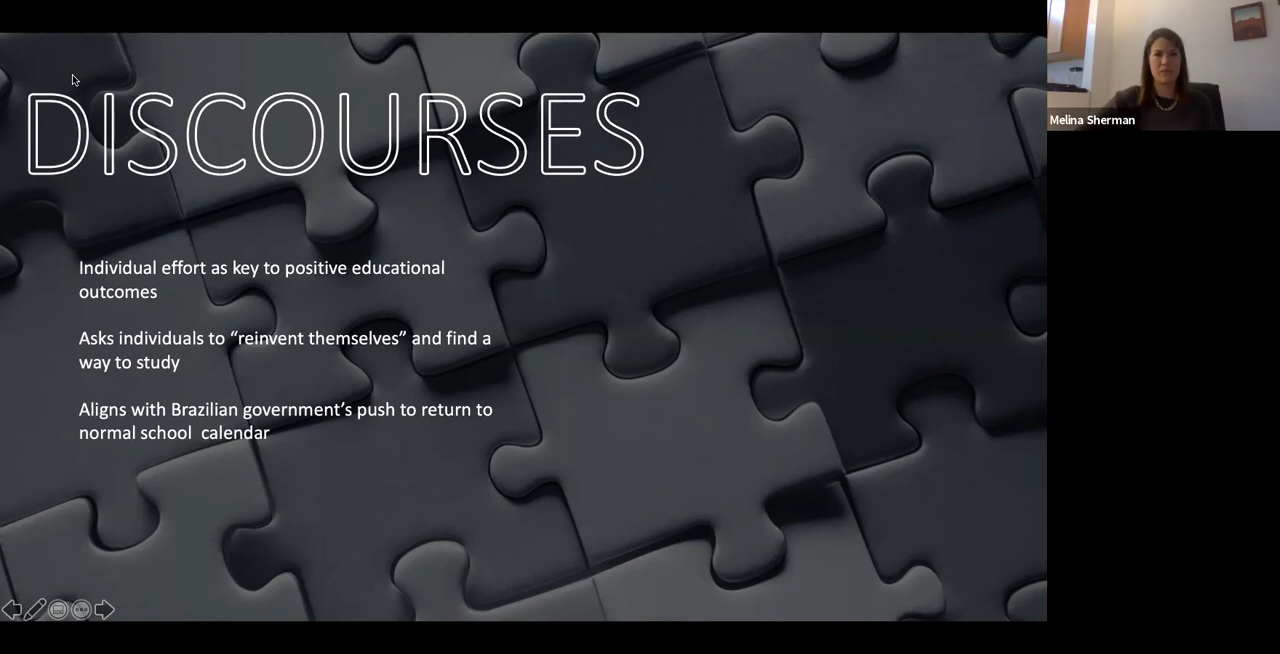 DISCOURSES
Individual effort as key to positive educational
outcomes
Asks individuals to “reinvent themselves” and find a
way to study
Aligns with Brazilian government’s push to return to
normal school  calendar
Melina Sherman